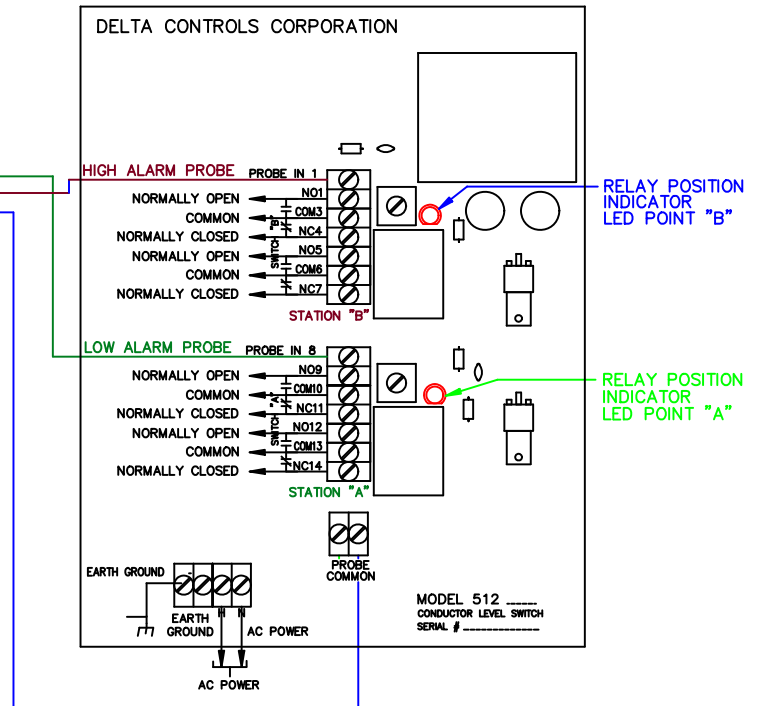 DELTA CONTROLS CORPORATION
HIGH ALARM PROBE PROBE IN 1
NORMALLY OPEN NO1
COMMON COM3
NORMALLY CLOSED NC4
NORMALLY OPEN NO5
COMMON COM6
NORMALLY CLOSED NC7
SWITCH "B"
STATION "B"
RELAY POSITION
INDICATOR
LED POINT "B"
LOW ALARM PROBE PROBE IN 8
NORMALLY OPEN NO9
COMMON COM10
NORMALLY CLOSED NC11
NORMALLY OPEN NO12
COMMON COM13
NORMALLY CLOSED NC14
SWITCH "A"
STATION "A"
RELAY POSITION
INDICATOR
LED POINT "A"
PROBE
COMMON
EARTH GROUND
EARTH
GROUND
H N
AC POWER
AC POWER
MODEL 512 _____
CONDUCTOR LEVEL SWITCH
SERIAL # _____________